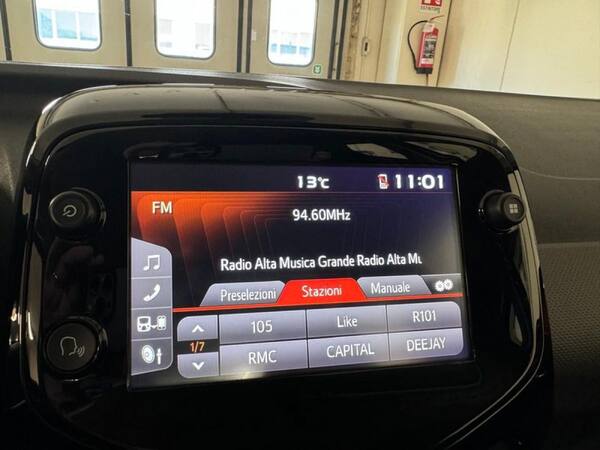 13°C 11:01
FM
94.60MHz
Radio Alta Musica Grande Radio Alta Mu
Preselezioni Stazioni Manuale
105 Like R101
1/7
RMC CAPITAL DEEJAY